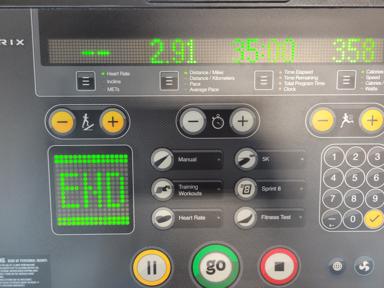 RIX
-- 2.91 35:00 358
Heart Rate
Incline
METs
Distance / Miles
Distance / Kilometers
Pace
Average Pace
Time Elapsed
Time Remaining
Total Program Time
Clock
Calories
Speed
Calories
Watts
END
Manual
5K
Training
Workouts
Sprint 8
Heart Rate
Fitness Test
1 2 3
4 5 6
7 8 9
0
go